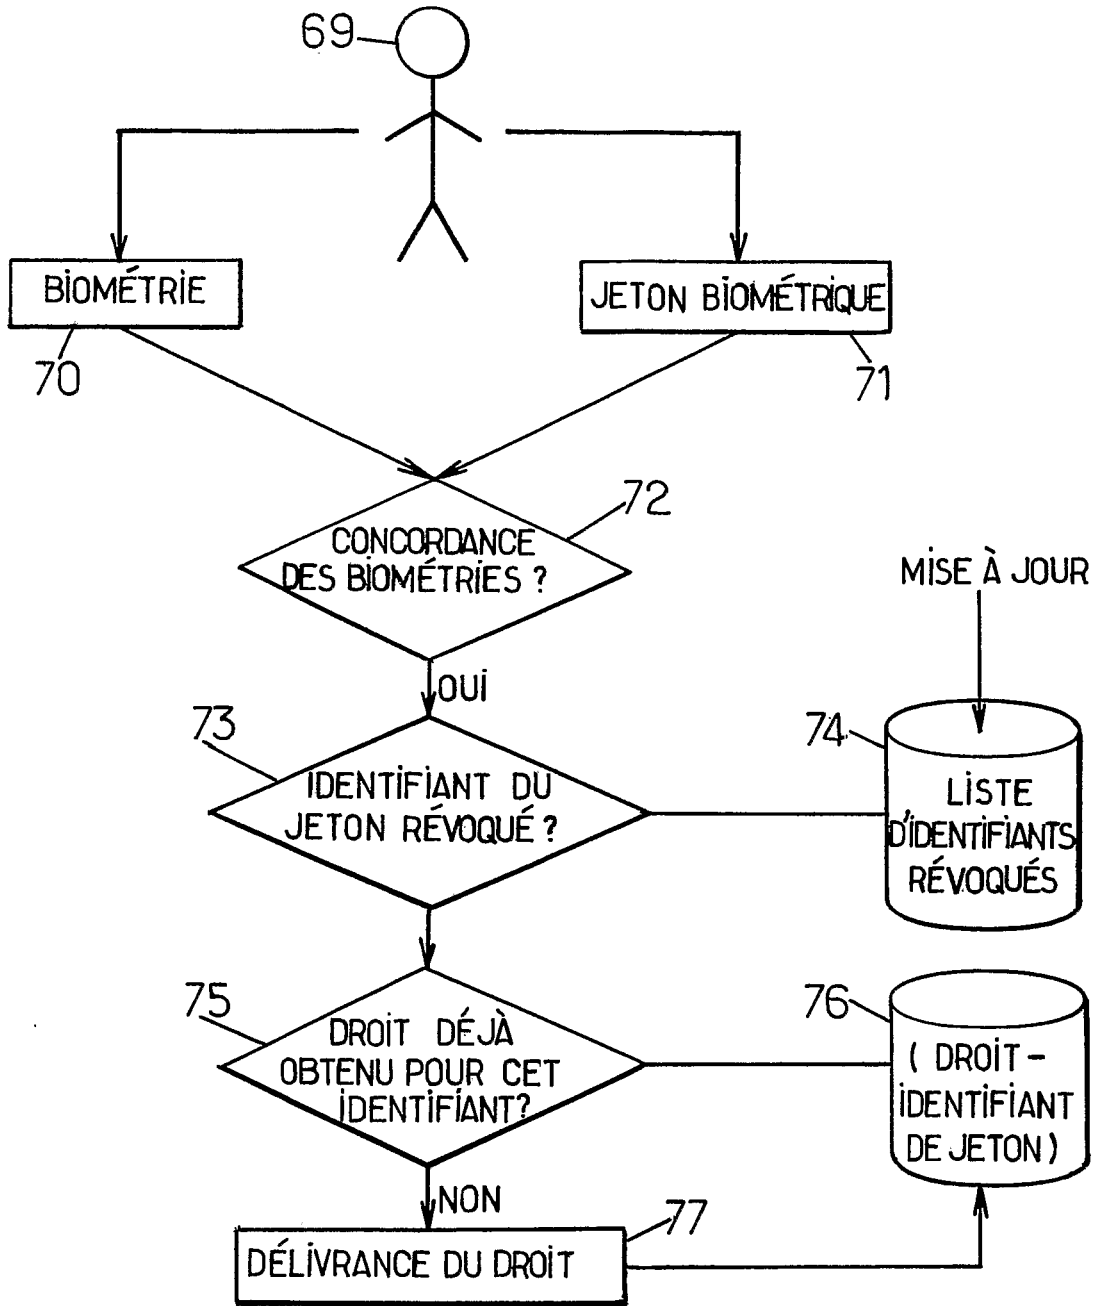 69
BIOMÉTRIE
JETON BIOMÉTRIQUE
70
71
72
CONCORDANCE
DES BIOMÉTRIES ?
MISE À JOUR
OUI
73
74
IDENTIFIANT DU
JETON RÉVOQUÉ ?
LISTE
D'IDENTIFIANTS
RÉVOQUÉS
75
76
DROIT DÉJÀ
OBTENU POUR CET
IDENTIFIANT?
( DROIT -
IDENTIFIANT
DE JETON )
NON
77
DÉLIVRANCE DU DROIT